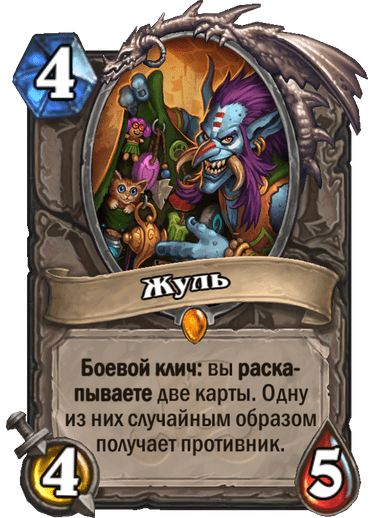 4
Жуль
Боевой клич: вы раска-
пываете две карты. Одну
из них случайным образом
получает противник.
4
5